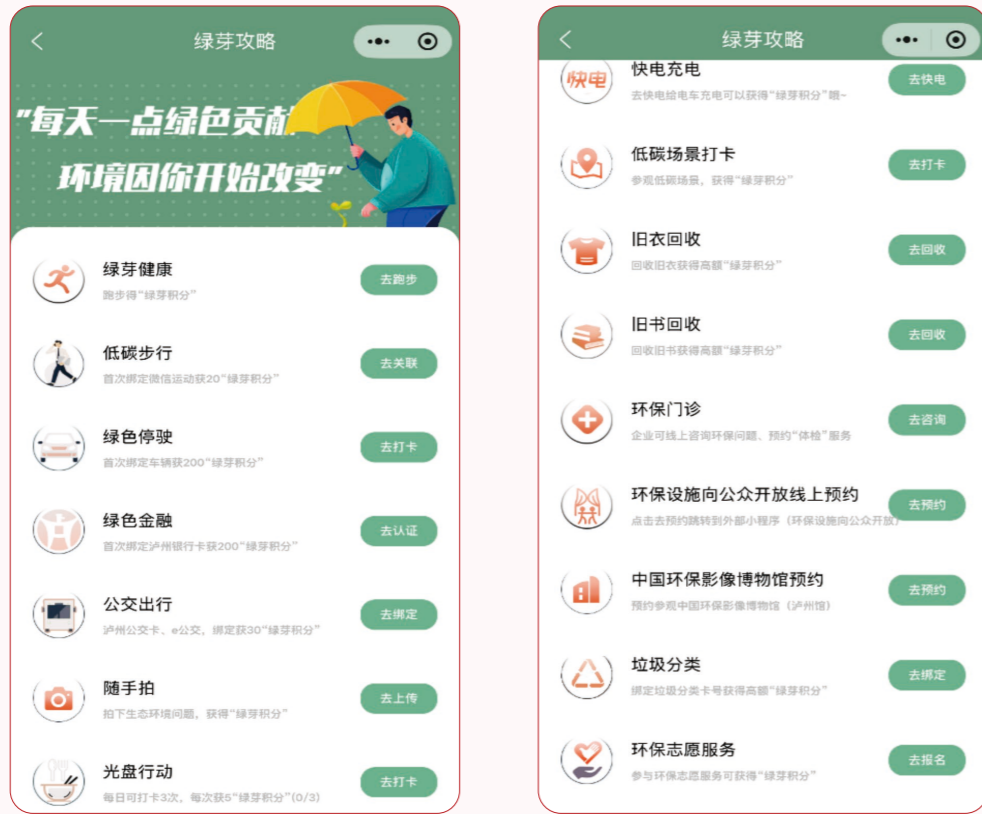 绿芽攻略
"每天一点绿色贡献
环境因你开始改变"
绿芽健康
跑步得"绿芽积分"
去跑步
低碳步行
首次绑定微信运动获20"绿芽积分"
去关联
绿色停驶
首次绑定车辆获200"绿芽积分"
去打卡
绿色金融
首次绑定泸州银行卡获200"绿芽积分"
去认证
公交出行
泸州公交卡、e公交,绑定获30"绿芽积分"
去绑定
随手拍
拍下生态环境问题,获得"绿芽积分"
去上传
光盘行动
每日可打卡3次,每次获5"绿芽积分"(0/3)
去打卡
绿芽攻略
快电
快电充电
去快电给电车充电可以获得"绿芽积分"哦~
去快电
低碳场景打卡
参观低碳场景,获得"绿芽积分"
去打卡
旧衣回收
回收旧衣获得高额"绿芽积分"
去回收
旧书回收
回收旧书获得高额"绿芽积分"
去回收
环保门诊
企业可线上咨询环保问题、预约"体检"服务
去咨询
环保设施向公众开放线上预约
点击去预约跳转到外部小程序(环保设施向公众开放)
去预约
中国环保影像博物馆预约
预约参观中国环保影像博物馆(泸州馆)
去预约
垃圾分类
绑定垃圾分类卡号获得高额"绿芽积分"
去绑定
环保志愿服务
参与环保志愿服务可获得"绿芽积分"
去报名